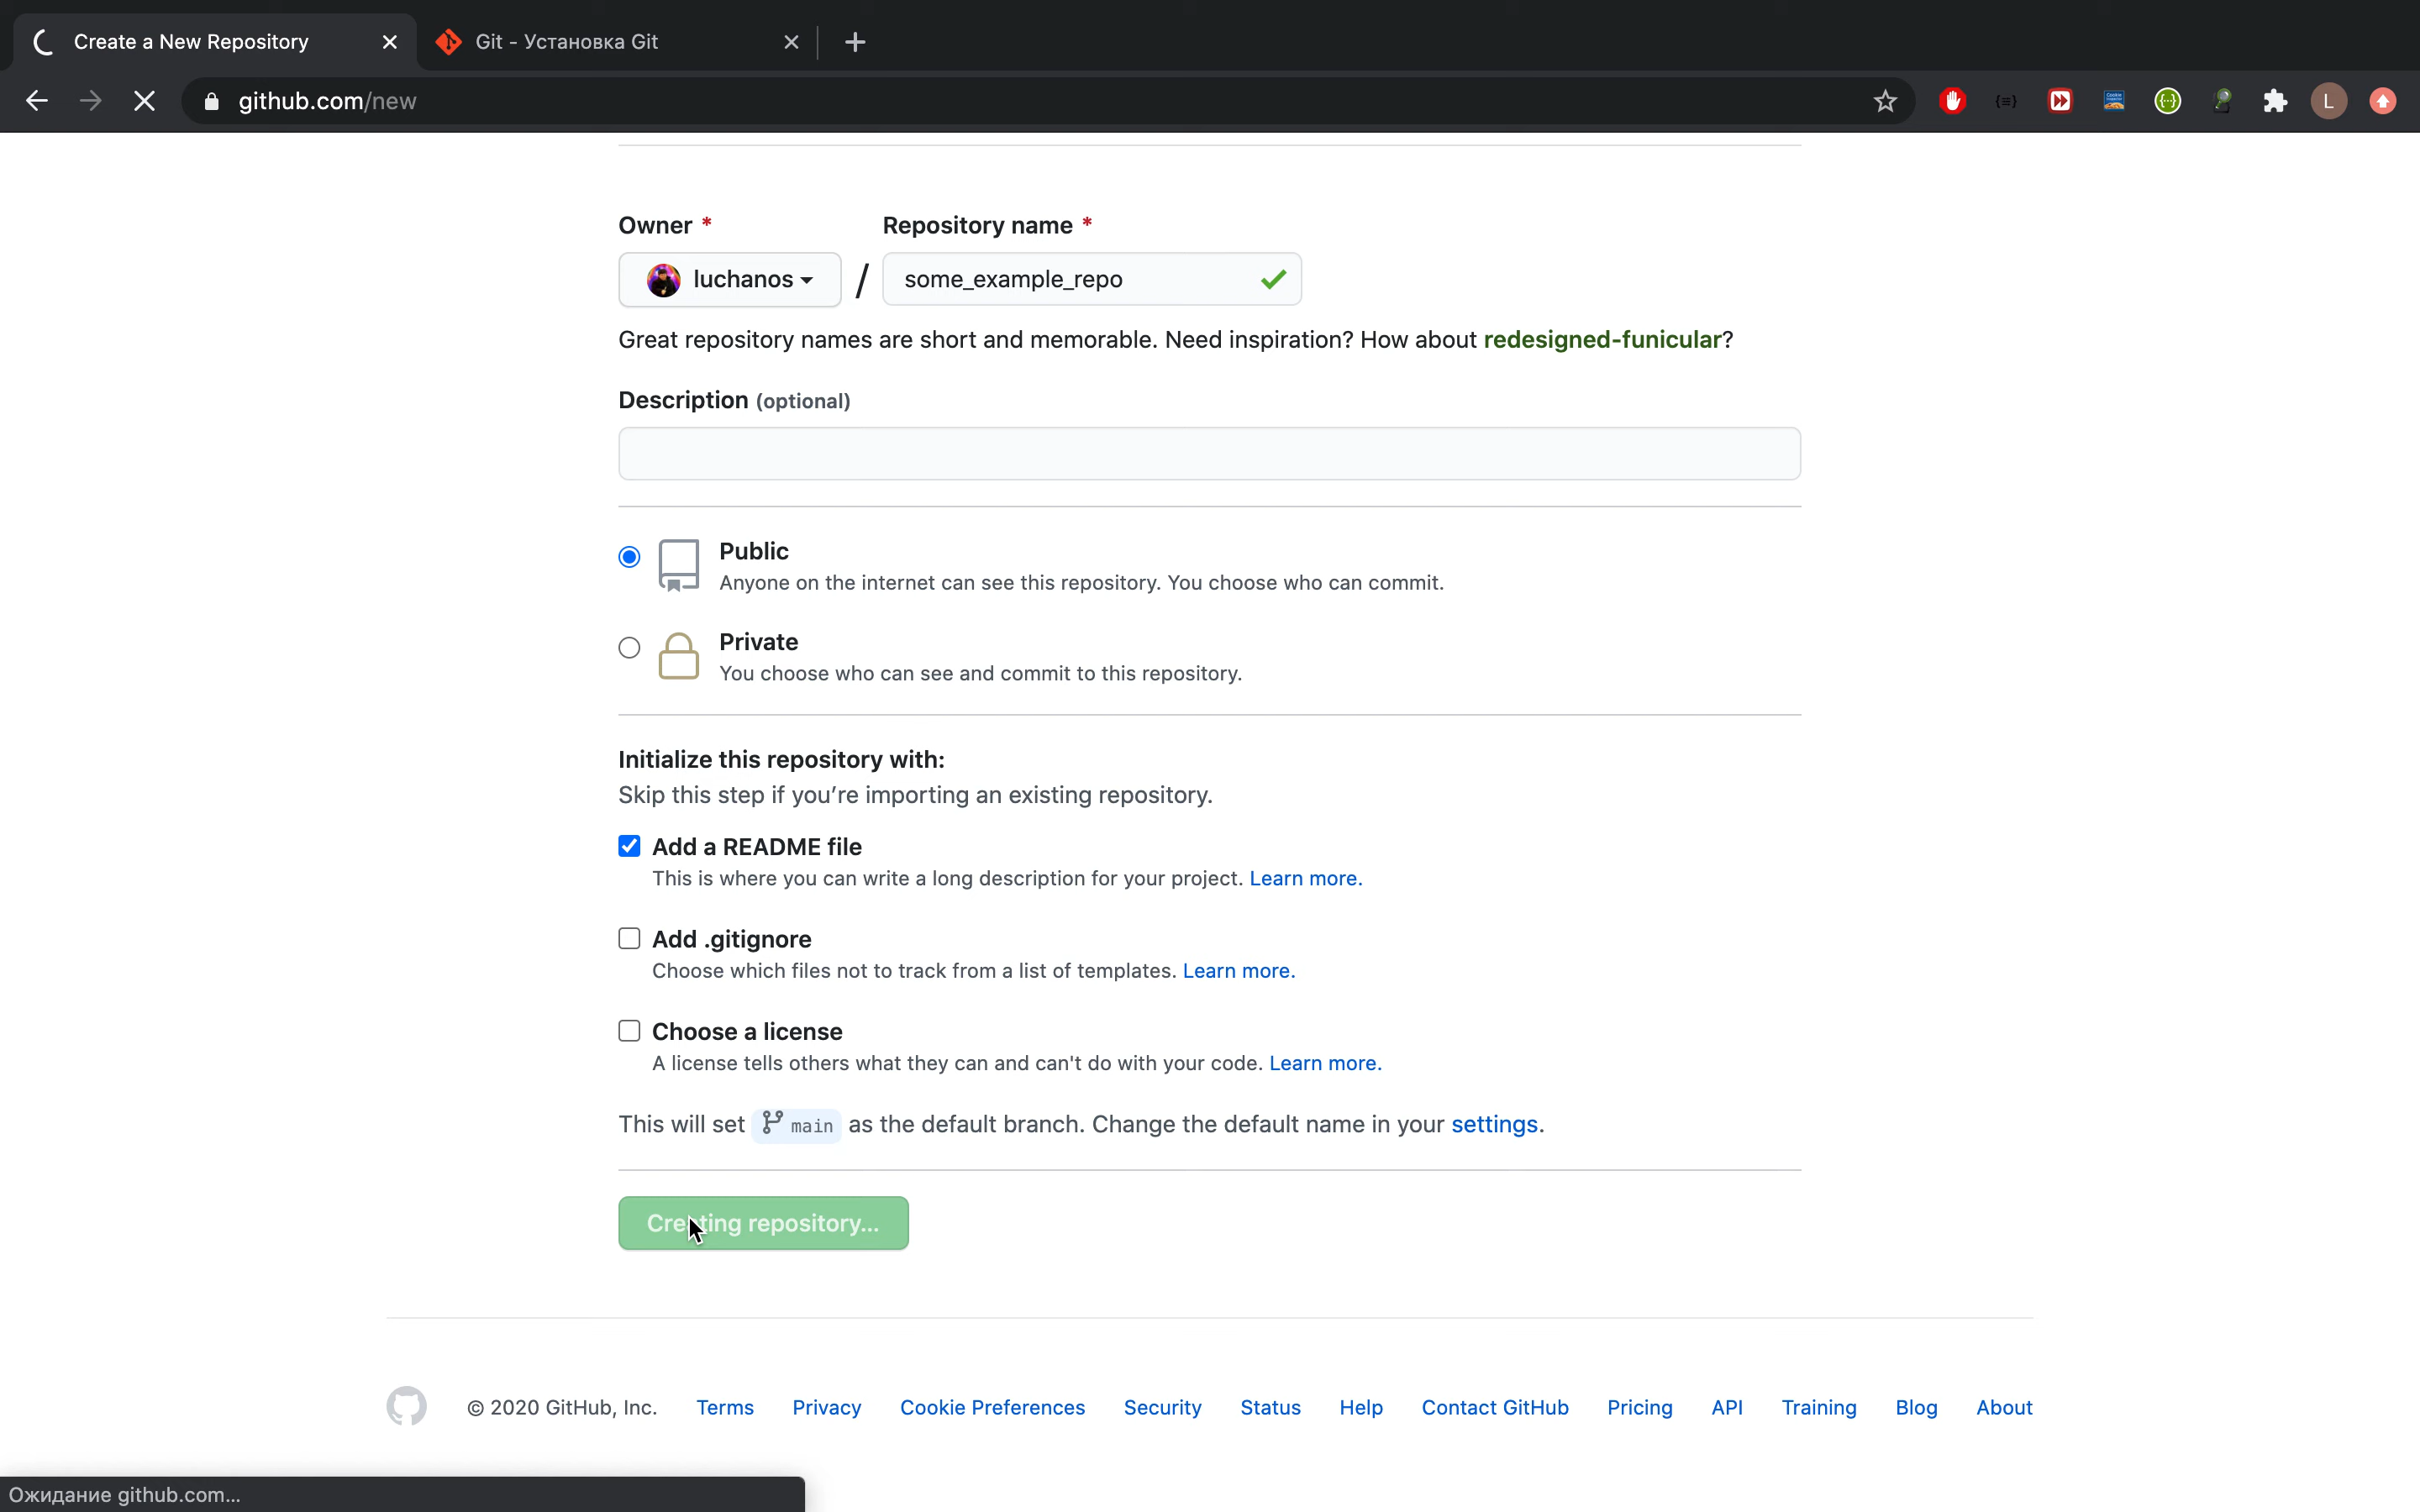 Create a New Repository
Git - Установка Git
github.com/new
L
Owner *
Repository name *
luchanos
/
some_example_repo
Great repository names are short and memorable. Need inspiration? How about redesigned-funicular?
Description (optional)
Public
Anyone on the internet can see this repository. You choose who can commit.
Private
You choose who can see and commit to this repository.
Initialize this repository with:
Skip this step if you're importing an existing repository.
Add a README file
This is where you can write a long description for your project. Learn more.
Add .gitignore
Choose which files not to track from a list of templates. Learn more.
Choose a license
A license tells others what they can and can't do with your code. Learn more.
This will set main as the default branch. Change the default name in your settings.
Creating repository...
© 2020 GitHub, Inc. Terms Privacy Cookie Preferences Security Status Help Contact GitHub Pricing API Training Blog About
Ожидание github.com...